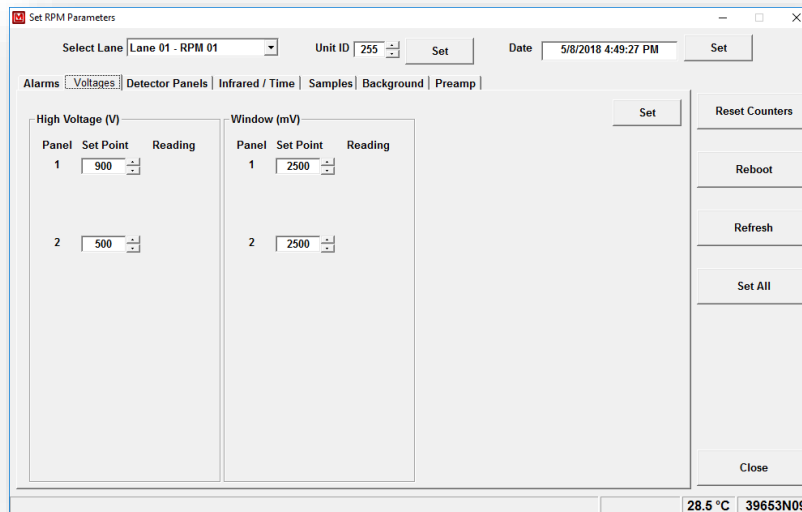 Set RPM Parameters
Select Lane Lane 01 - RPM 01 Unit ID 255 Set Date 5/8/2018 4:49:27 PM Set
Alarms Voltages Detector Panels Infrared / Time Samples Background Preamp
Set
High Voltage (V)
Panel Set Point Reading
1 900
2 500
Window (mV)
Panel Set Point Reading
1 2500
2 2500
Reset Counters
Reboot
Refresh
Set All
Close
28.5 °C 39653N09